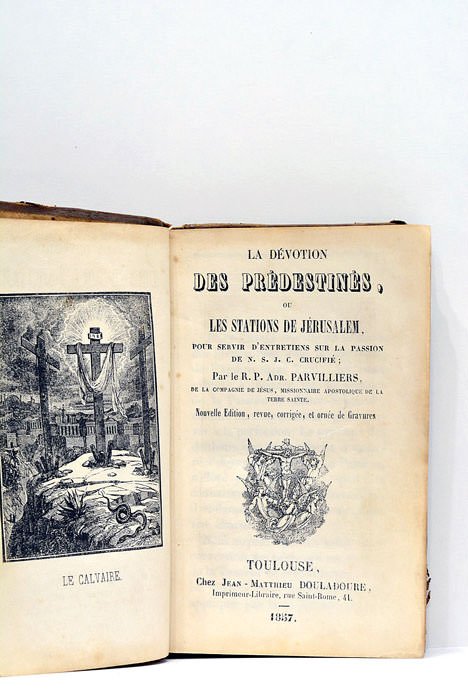 INRI
LE CALVAIRE.
LA DÉVOTION
DES PRÉDESTINÉS,
OU
LES STATIONS DE JÉRUSALEM,
POUR SERVIR D'ENTRETIENS SUR LA PASSION
DE N. S. J. C. CRUCIFIÉ ;
Par le R. P. ADR. PARVILLIERS,
DE LA COMPAGNIE DE JÉSUS, MISSIONNAIRE APOSTOLIQUE DE LA
TERRE SAINTE.
Nouvelle Edition, revue, corrigée, et ornée de Gravures
TOULOUSE,
Chez JEAN-MATTHIEU DOULADOURE,
Imprimeur-Libraire, rue Saint-Rome, 41.
1857.